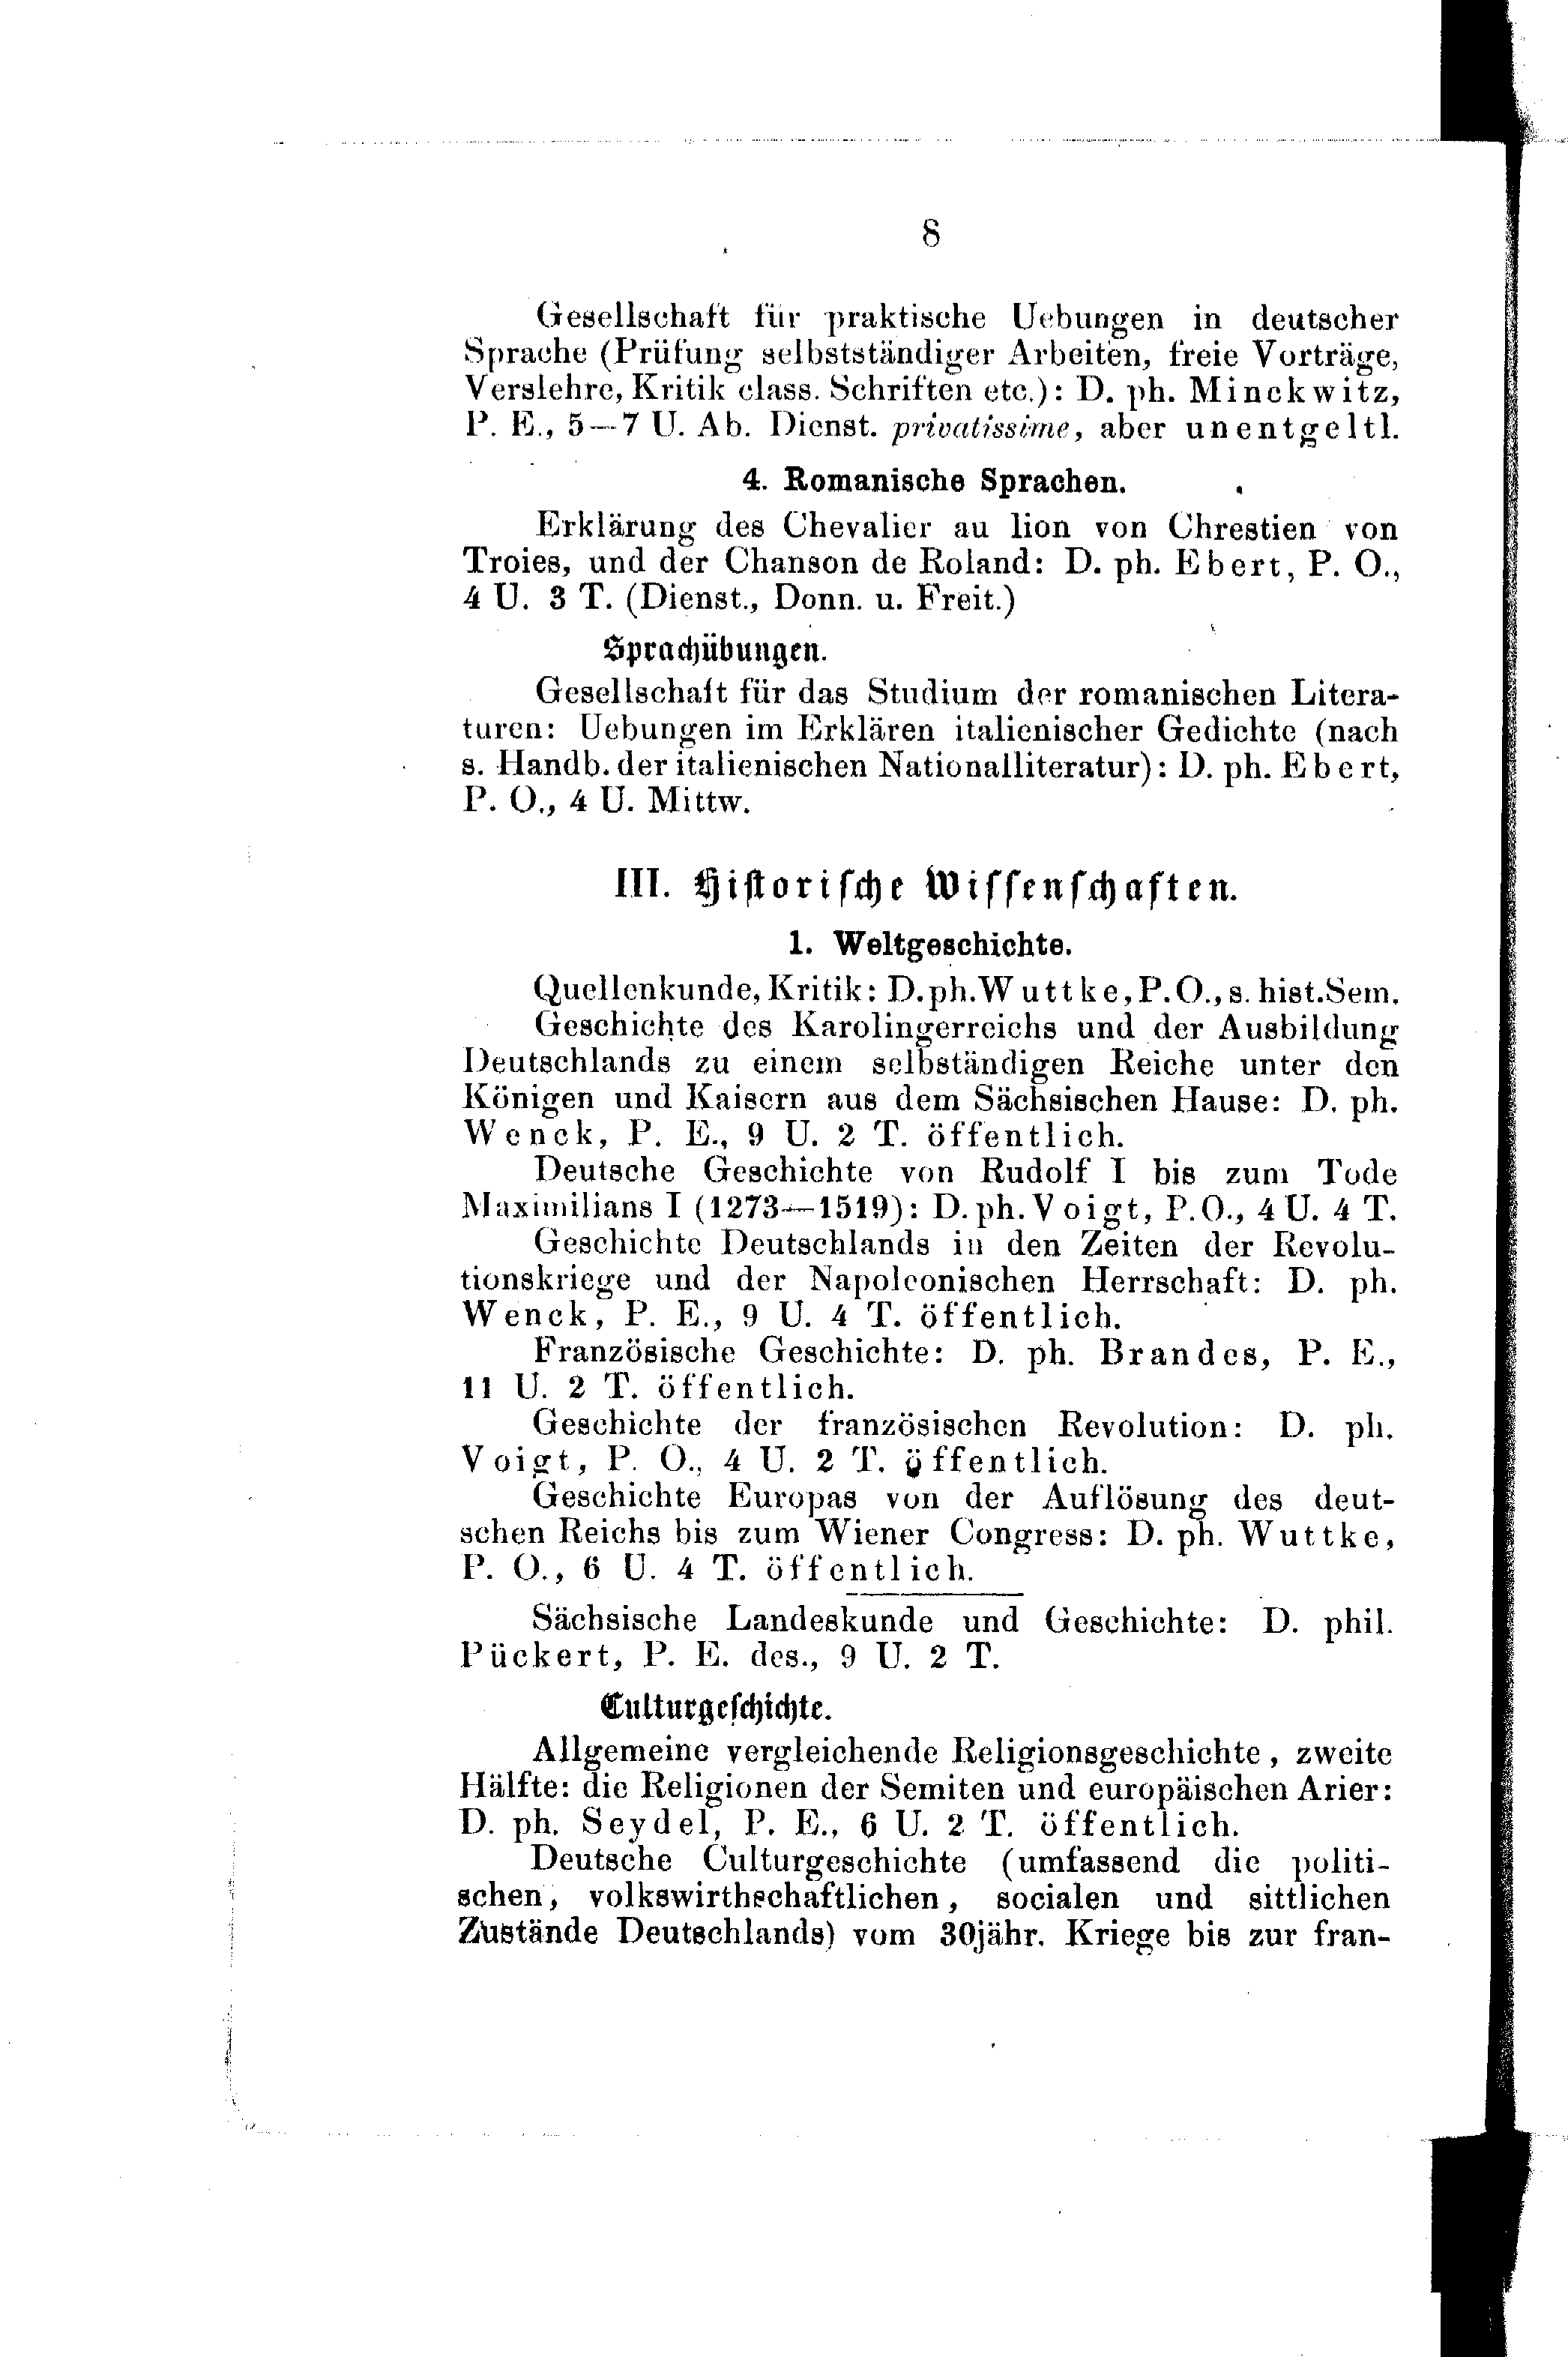 8
Gesellschaft für praktische Uebungen in deutscher
Sprache (Prüfung selbstständiger Arbeiten, freie Vorträge,
Verslehre, Kritik class. Schriften etc.): D. ph. Minckwitz,
P. E., 5—7 U. Ab. Dienst. privatissime, aber unentgeltl.
4. Romanische Sprachen.
Erklärung des Chevalier au lion von Chrestien von
Troies, und der Chanson de Roland: D. ph. Ebert, P. O.,
4 U. 3 T. (Dienst., Donn. u. Freit.)
Sprachübungen.
Gesellschaft für das Studium der romanischen Litera-
turen: Uebungen im Erklären italienischer Gedichte (nach
s. Handb. der italienischen Nationalliteratur): D. ph. Ebert,
P. O., 4 U. Mittw.
III. Hiſtoriſche Wiſſenſchaften.
1. Weltgeschichte.
Quellenkunde, Kritik: D. ph. Wuttke, P. O., s. hist. Sem.
Geschichte des Karolingerreichs und der Ausbildung
Deutschlands zu einem selbständigen Reiche unter den
Königen und Kaisern aus dem Sächsischen Hause: D. ph.
Wenck, P. E., 9 U. 2 T. öffentlich.
Deutsche Geschichte von Rudolf I bis zum Tode
Maximilians I (1273—1519): D. ph. Voigt, P. O., 4 U. 4 T.
Geschichte Deutschlands in den Zeiten der Revolu-
tionskriege und der Napoleonischen Herrschaft: D. ph.
Wenck, P. E., 9 U. 4 T. öffentlich.
Französische Geschichte: D. ph. Brandes, P. E.,
11 U. 2 T. öffentlich.
Geschichte der französischen Revolution: D. ph.
Voigt, P. O., 4 U. 2 T. öffentlich.
Geschichte Europas von der Auflösung des deut-
schen Reichs bis zum Wiener Congress: D. ph. Wuttke,
P. O., 6 U. 4 T. öffentlich.
Sächsische Landeskunde und Geschichte: D. phil.
Pückert, P. E. des., 9 U. 2 T.
Culturgeſchichte.
Allgemeine vergleichende Religionsgeschichte, zweite
Hälfte: die Religionen der Semiten und europäischen Arier:
D. ph. Seydel, P. E., 6 U. 2 T. öffentlich.
Deutsche Culturgeschichte (umfassend die politi-
schen, volkswirthschaftlichen, socialen und sittlichen
Zustände Deutschlands) vom 30jähr. Kriege bis zur fran-